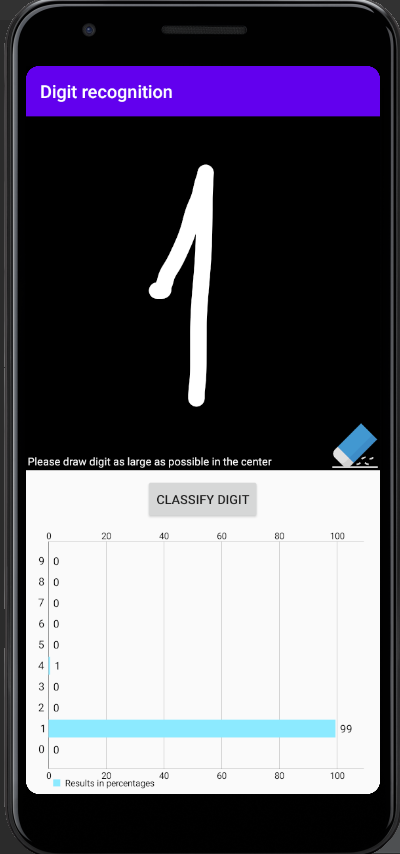 Digit recognition
1
Please draw digit as large as possible in the center
CLASSIFY DIGIT
0 20 40 60 80 100
9 0
8 0
7 0
6 0
5 0
4 1
3 0
2 0
1 99
0 0
0 20 40 60 80 100
Results in percentages